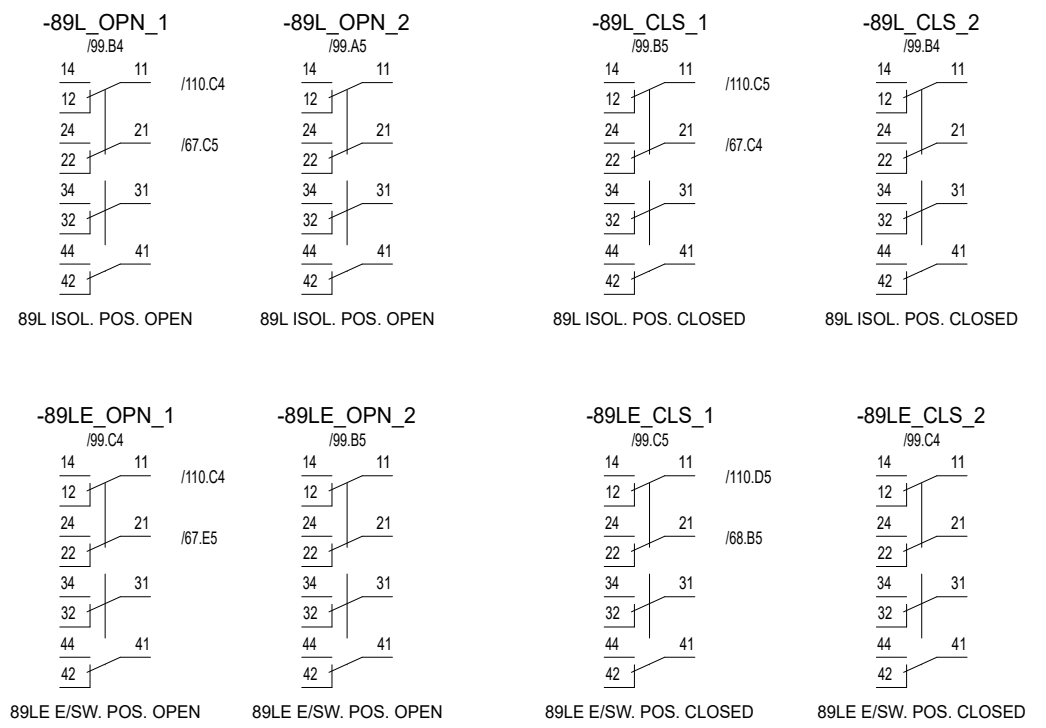 -89L_OPN_1
/99.B4
14 11 /110.C4
12
24 21 /67.C5
22
34 31
32
44 41
42
89L ISOL. POS. OPEN
-89L_OPN_2
/99.A5
14 11
12
24 21
22
34 31
32
44 41
42
89L ISOL. POS. OPEN
-89L_CLS_1
/99.B5
14 11 /110.C5
12
24 21 /67.C4
22
34 31
32
44 41
42
89L ISOL. POS. CLOSED
-89L_CLS_2
/99.B4
14 11
12
24 21
22
34 31
32
44 41
42
89L ISOL. POS. CLOSED
-89LE_OPN_1
/99.C4
14 11 /110.C4
12
24 21 /67.E5
22
34 31
32
44 41
42
89LE E/SW. POS. OPEN
-89LE_OPN_2
/99.B5
14 11
12
24 21
22
34 31
32
44 41
42
89LE E/SW. POS. OPEN
-89LE_CLS_1
/99.C5
14 11 /110.D5
12
24 21 /68.B5
22
34 31
32
44 41
42
89LE E/SW. POS. CLOSED
-89LE_CLS_2
/99.C4
14 11
12
24 21
22
34 31
32
44 41
42
89LE E/SW. POS. CLOSED